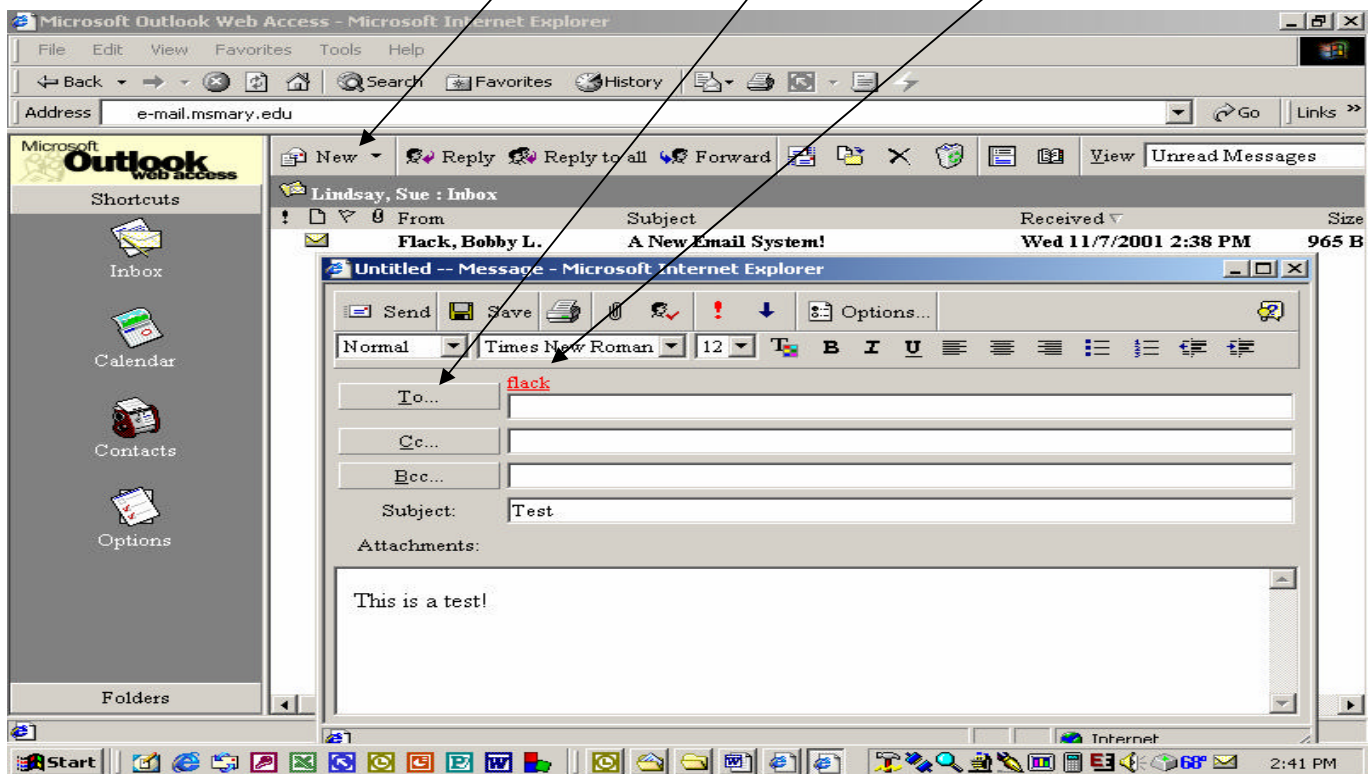 Microsoft Outlook Web Access - Microsoft Internet Explorer
File Edit View Favorites Tools Help
Back Search Favorites History
Address e-mail.msmary.edu Go Links »
Microsoft Outlook web access
New Reply Reply to all Forward View Unread Messages
Shortcuts
Lindsay, Sue : Inbox
! From Subject Received Size
Flack, Bobby L. A New Email System! Wed 11/7/2001 2:38 PM 965 B
Inbox
Calendar
Contacts
Options
Folders
Untitled -- Message - Microsoft Internet Explorer
Send Save ! Options...
Normal Times New Roman 12 B I U
flack
To...
Cc...
Bcc...
Subject: Test
Attachments:
This is a test!
Internet
Start 68° 2:41 PM